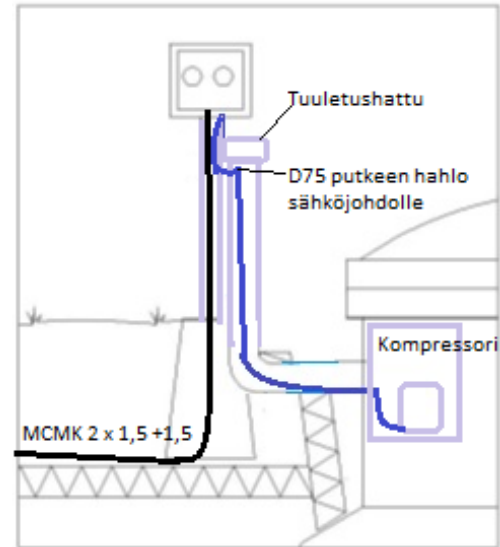 Tuuletushattu
D75 putkeen hahlo
sähköjohdolle
Kompressori
MCMK 2 x 1,5 +1,5